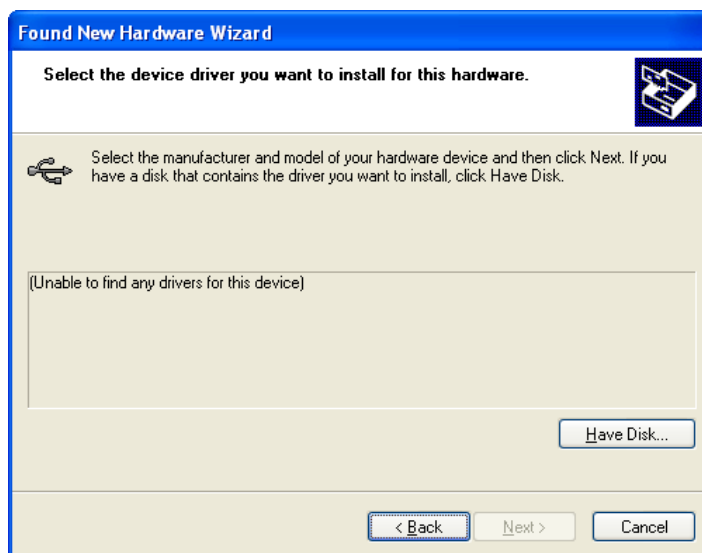 Found New Hardware Wizard
Select the device driver you want to install for this hardware.
Select the manufacturer and model of your hardware device and then click Next. If you
have a disk that contains the driver you want to install, click Have Disk.
(Unable to find any drivers for this device)
Have Disk...
< Back Next > Cancel